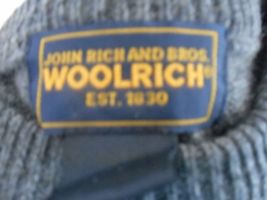 JOHN RICH AND BROS.
WOOLRICH®
EST. 1830